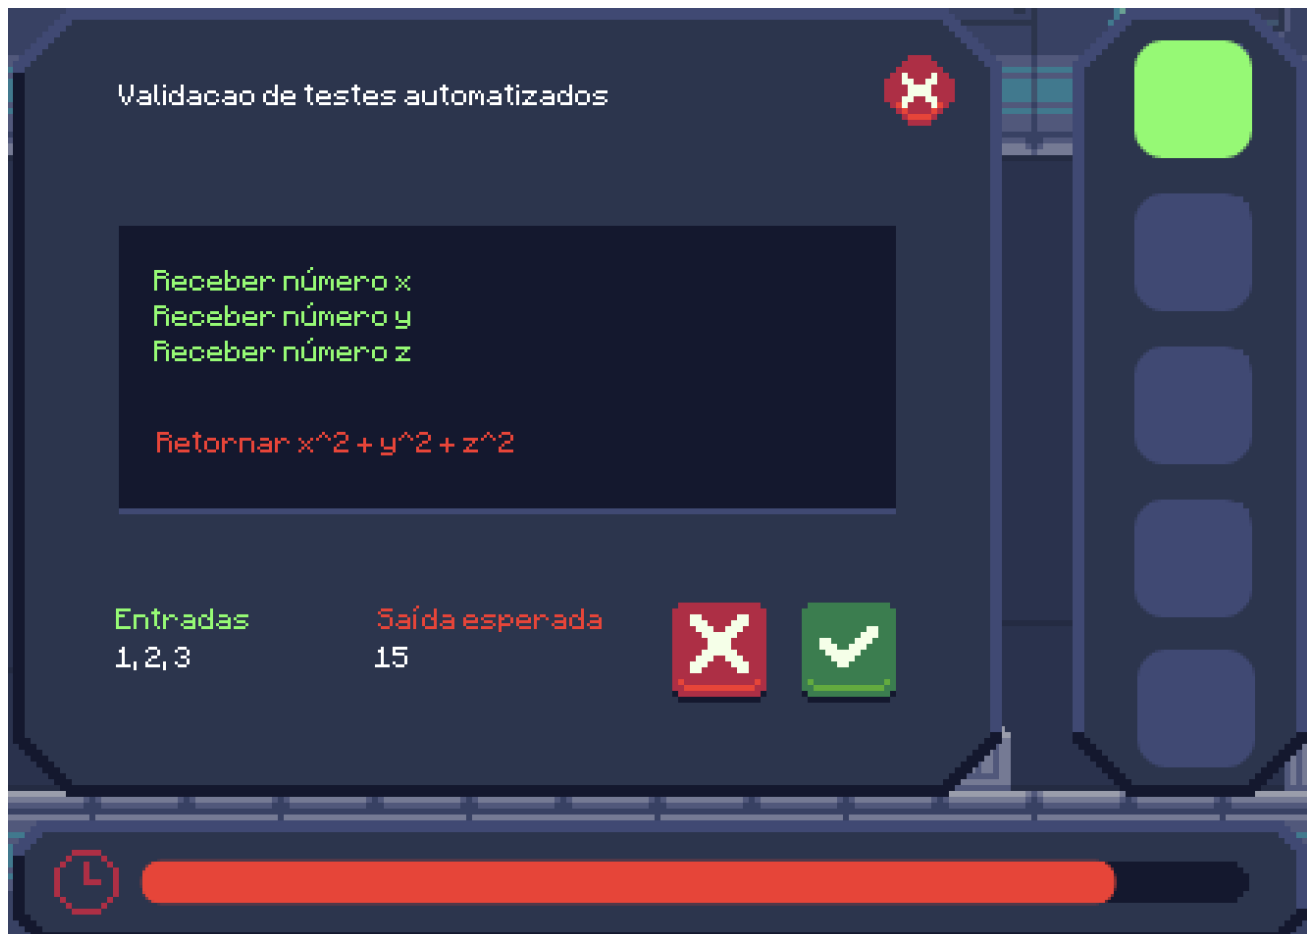 Validacao de testes automatizados
Receber número x
Receber número y
Receber número z
Retornar x^2 + y^2 + z^2
Entradas
Saída esperada
1, 2, 3
15